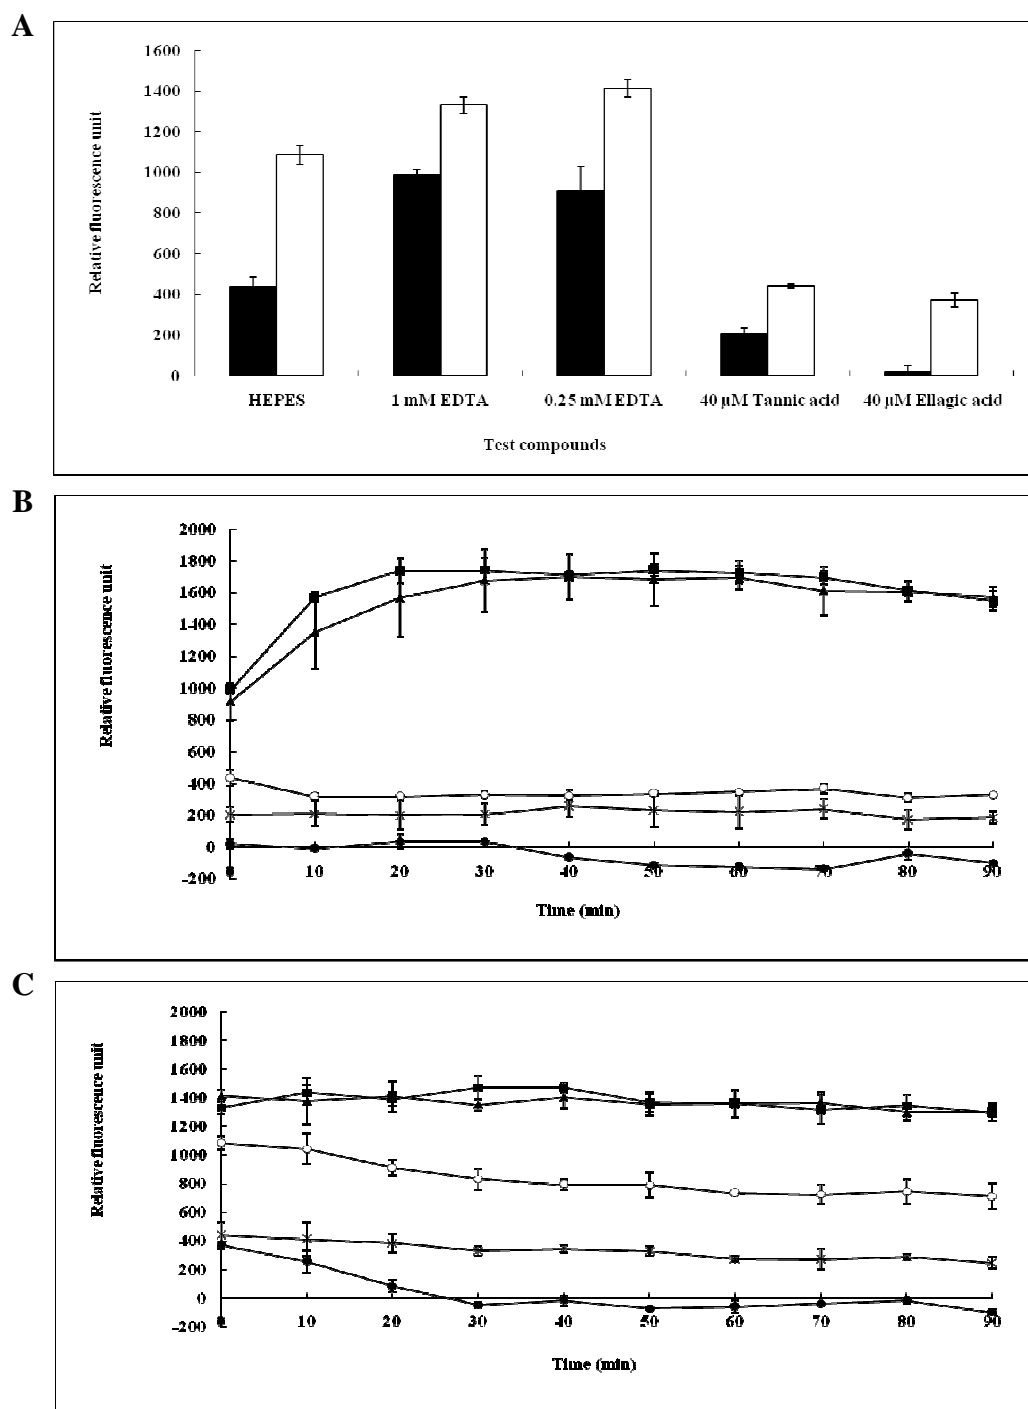 A
Relative fluorescence unit
1600
1400
1200
1000
800
600
400
200
0
HEPES 1 mM EDTA 0.25 mM EDTA 40 µM Tannic acid 40 µM Ellagic acid
Test compounds
B
Relative fluorescence unit
2000
1800
1600
1400
1200
1000
800
600
400
200
0
-200
0 10 20 30 40 50 60 70 80 90
Time (min)
C
Relative fluorescence unit
2000
1800
1600
1400
1200
1000
800
600
400
200
0
-200
0 10 20 30 40 50 60 70 80 90
Time (min)